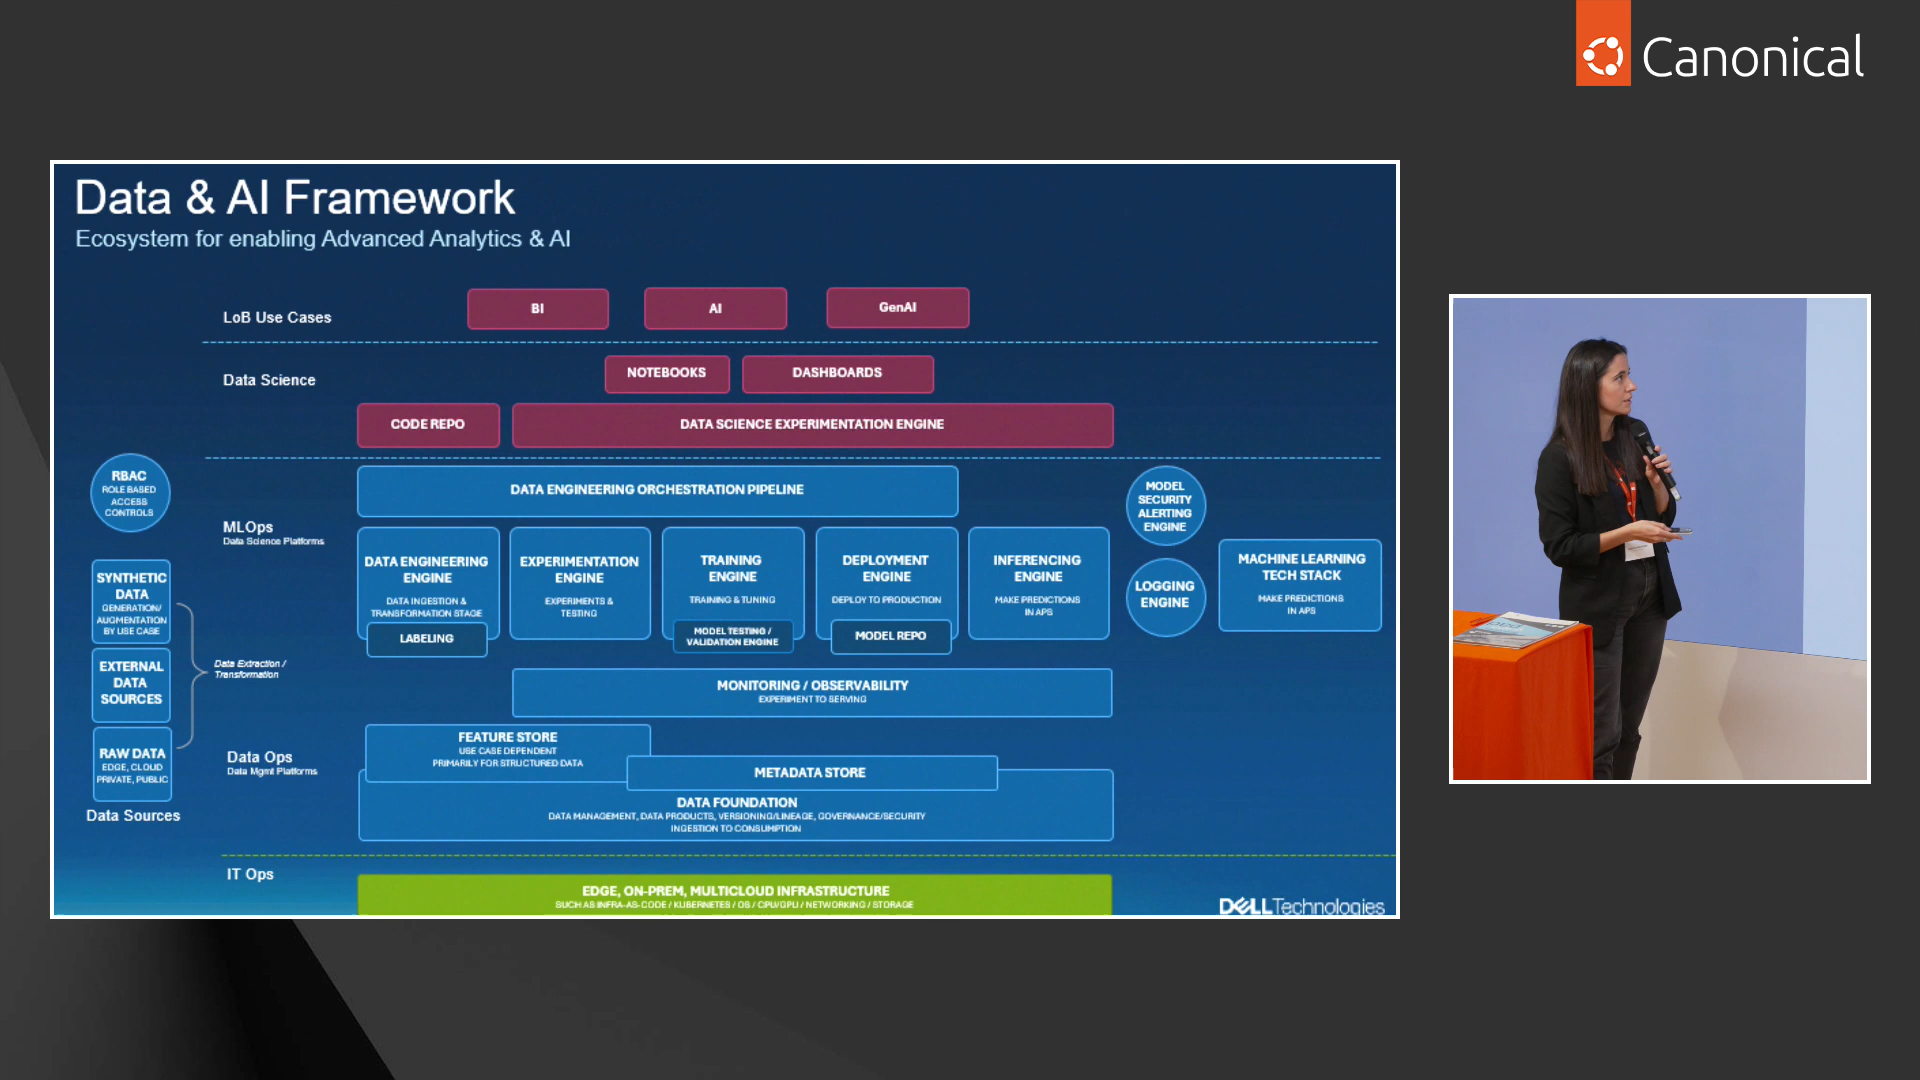 Canonical
Data & AI Framework
Ecosystem for enabling Advanced Analytics & AI
LoB Use Cases
BI
AI
GenAI
Data Science
NOTEBOOKS
DASHBOARDS
CODE REPO
DATA SCIENCE EXPERIMENTATION ENGINE
RBAC
ROLE BASED
ACCESS
CONTROLS
MLOps
Data Science Platforms
DATA ENGINEERING ORCHESTRATION PIPELINE
DATA ENGINEERING
ENGINE
DATA INGESTION &
TRANSFORMATION STAGE
LABELING
EXPERIMENTATION
ENGINE
EXPERIMENTS &
TESTING
TRAINING
ENGINE
TRAINING & TUNING
MODEL TESTING /
VALIDATION ENGINE
DEPLOYMENT
ENGINE
DEPLOY TO PRODUCTION
MODEL REPO
INFERENCING
ENGINE
MAKE PREDICTIONS
IN APS
MODEL
SECURITY
ALERTING
ENGINE
LOGGING
ENGINE
MACHINE LEARNING
TECH STACK
MAKE PREDICTIONS
IN APS
SYNTHETIC
DATA
GENERATION/
AUGMENTATION
BY USE CASE
EXTERNAL
DATA
SOURCES
RAW DATA
EDGE, CLOUD
PRIVATE, PUBLIC
Data Sources
Data Extraction /
Transformation
MONITORING / OBSERVABILITY
EXPERIMENT TO SERVING
Data Ops
Data Mgmt Platforms
FEATURE STORE
USE CASE DEPENDENT
PRIMARILY FOR STRUCTURED DATA
METADATA STORE
DATA FOUNDATION
DATA MANAGEMENT, DATA PRODUCTS, VERSIONING/LINEAGE, GOVERNANCE/SECURITY
INGESTION TO CONSUMPTION
IT Ops
EDGE, ON-PREM, MULTICLOUD INFRASTRUCTURE
SUCH AS INFRA-AS-CODE / KUBERNETES / OS / CPU/GPU / NETWORKING / STORAGE
DELLTechnologies